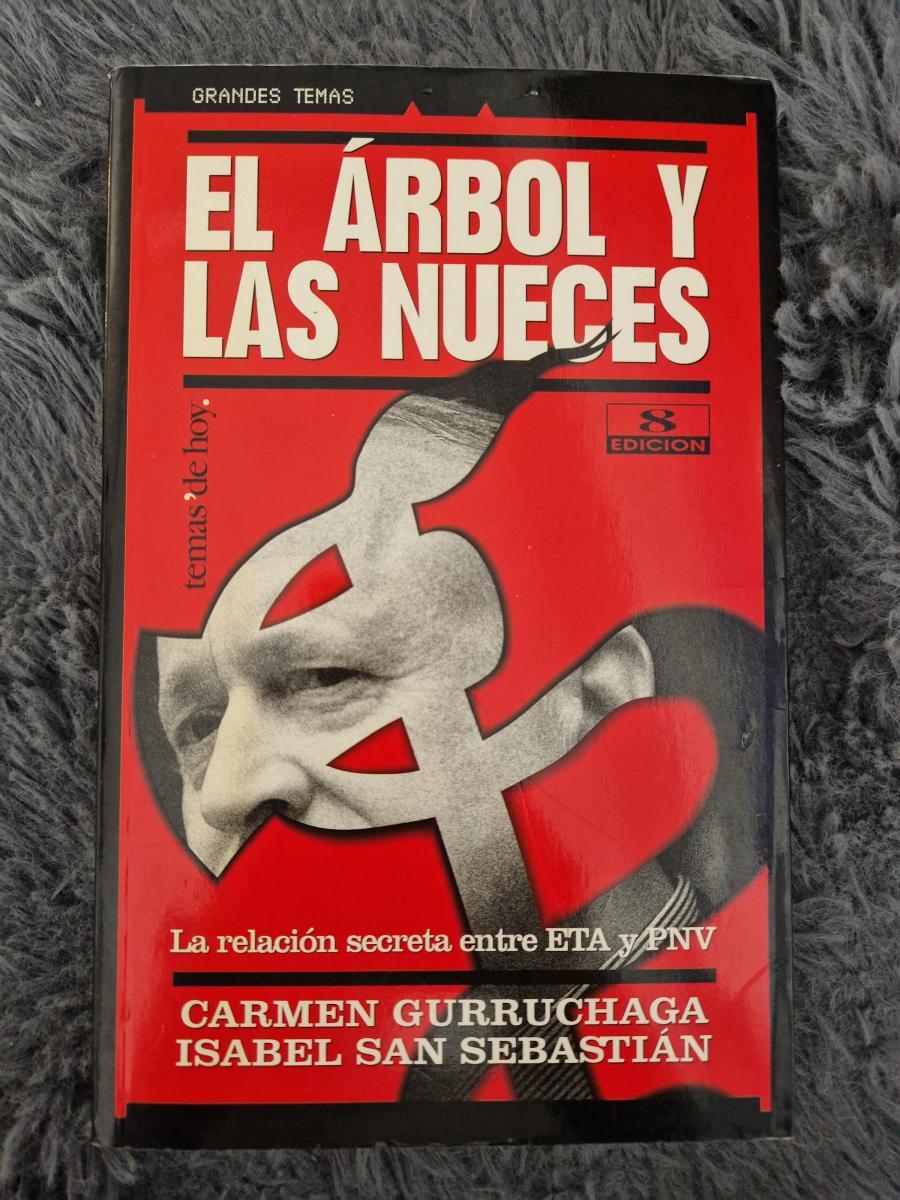 GRANDES TEMAS
EL ÁRBOL Y
LAS NUECES
temas'de hoy.
8
EDICION
La relación secreta entre ETA y PNV
CARMEN GURRUCHAGA
ISABEL SAN SEBASTIÁN